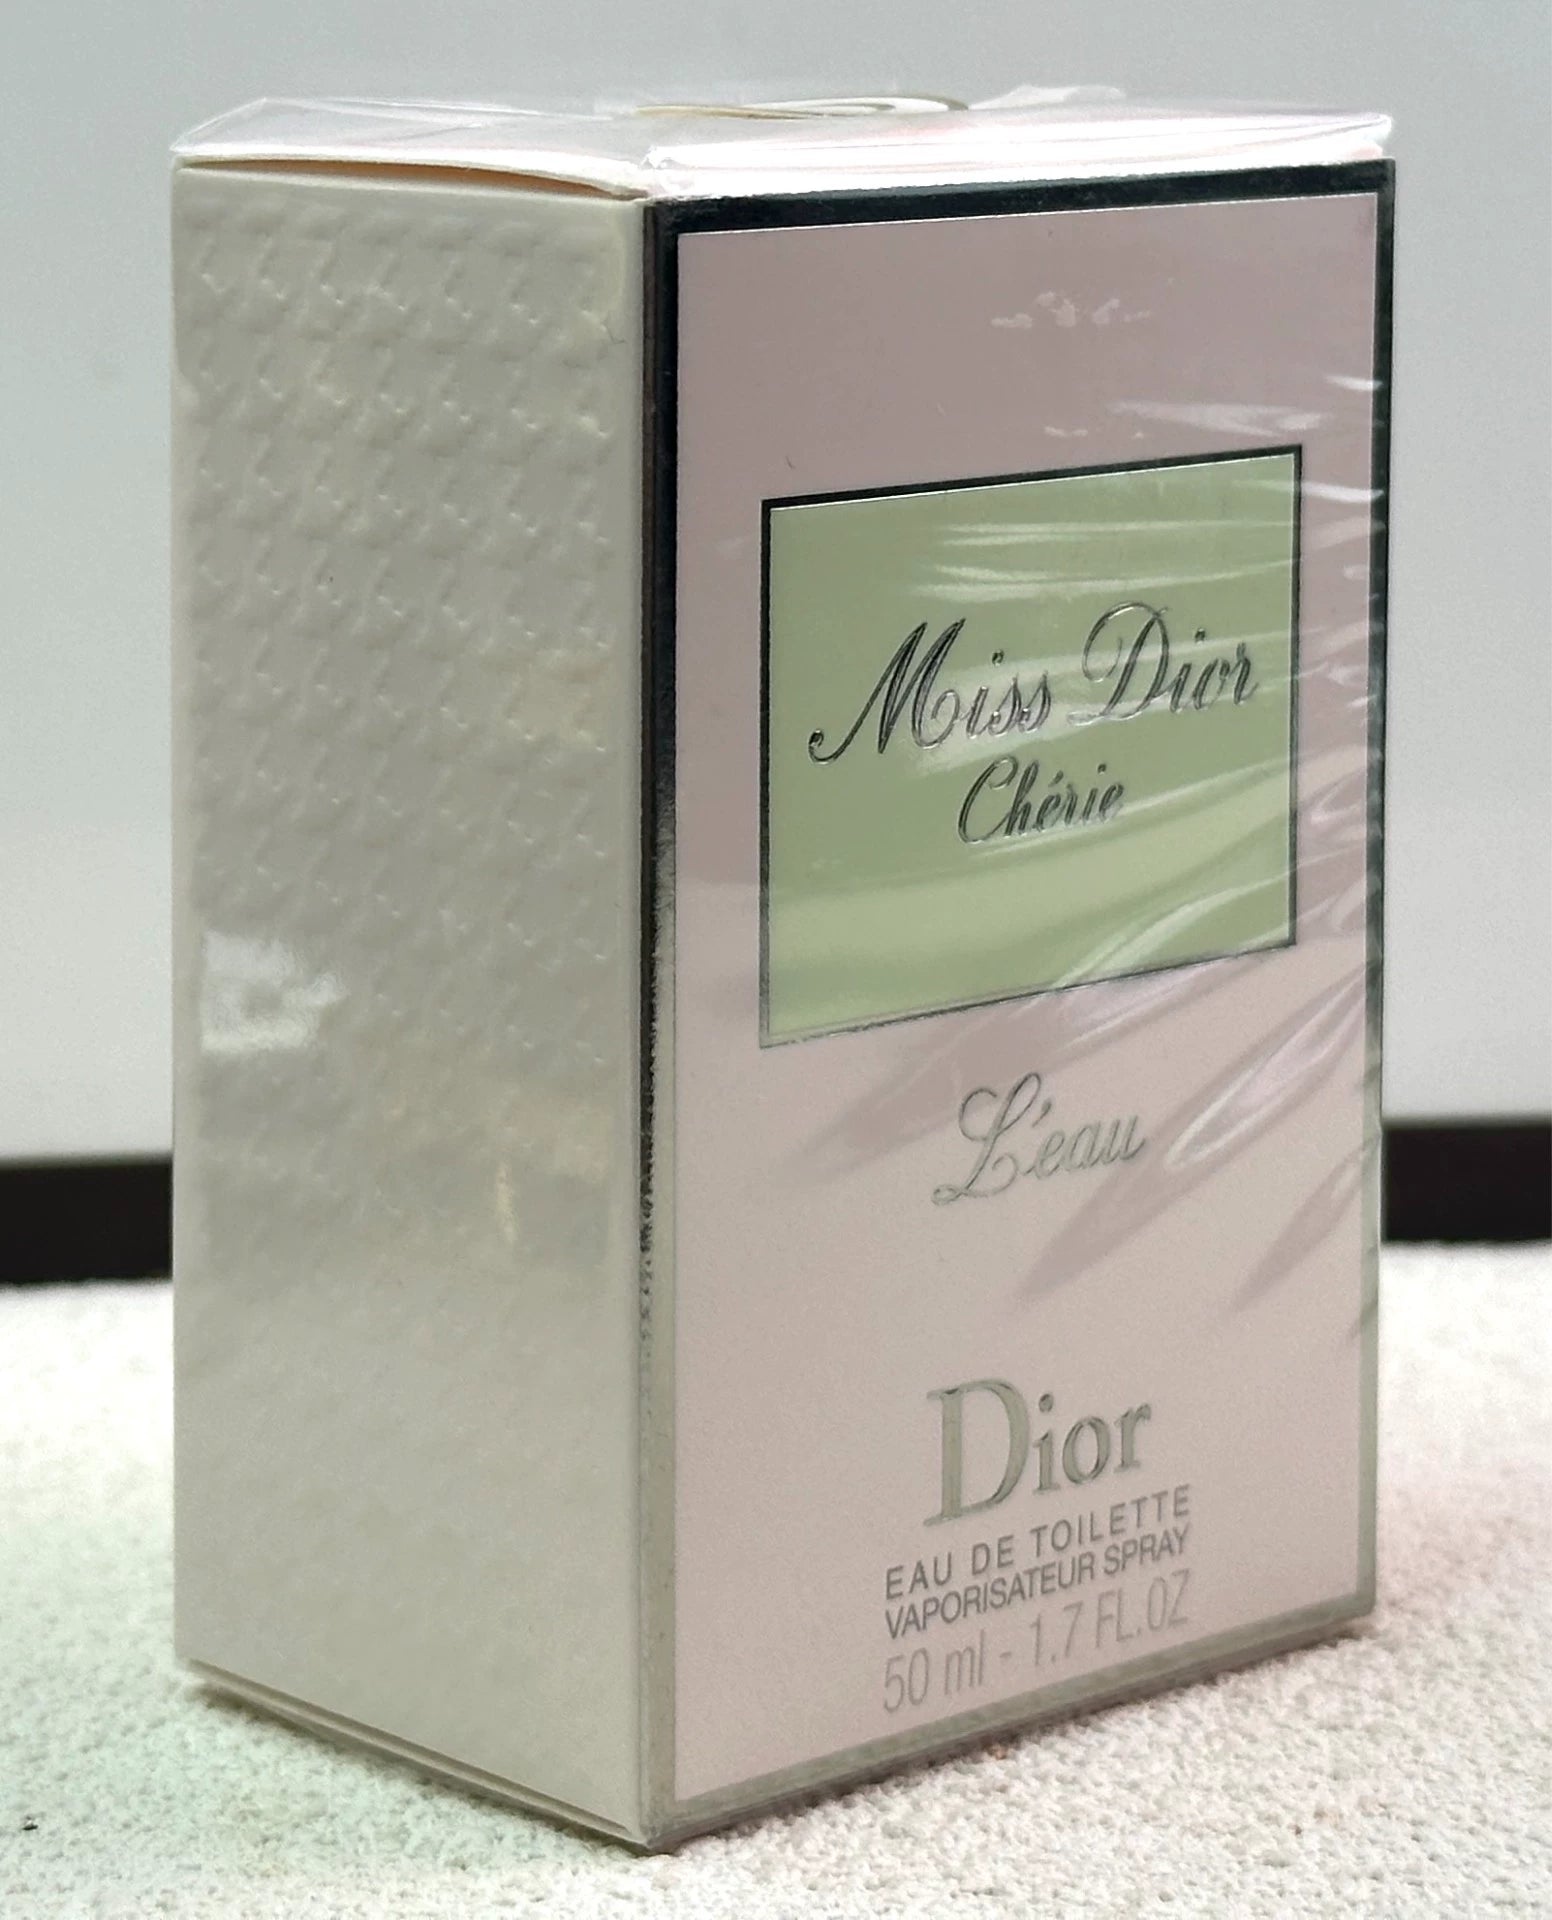 Miss Dior
Chérie
L'eau
Dior
EAU DE TOILETTE
VAPORISATEUR SPRAY
50 ml - 1.7 FL.OZ